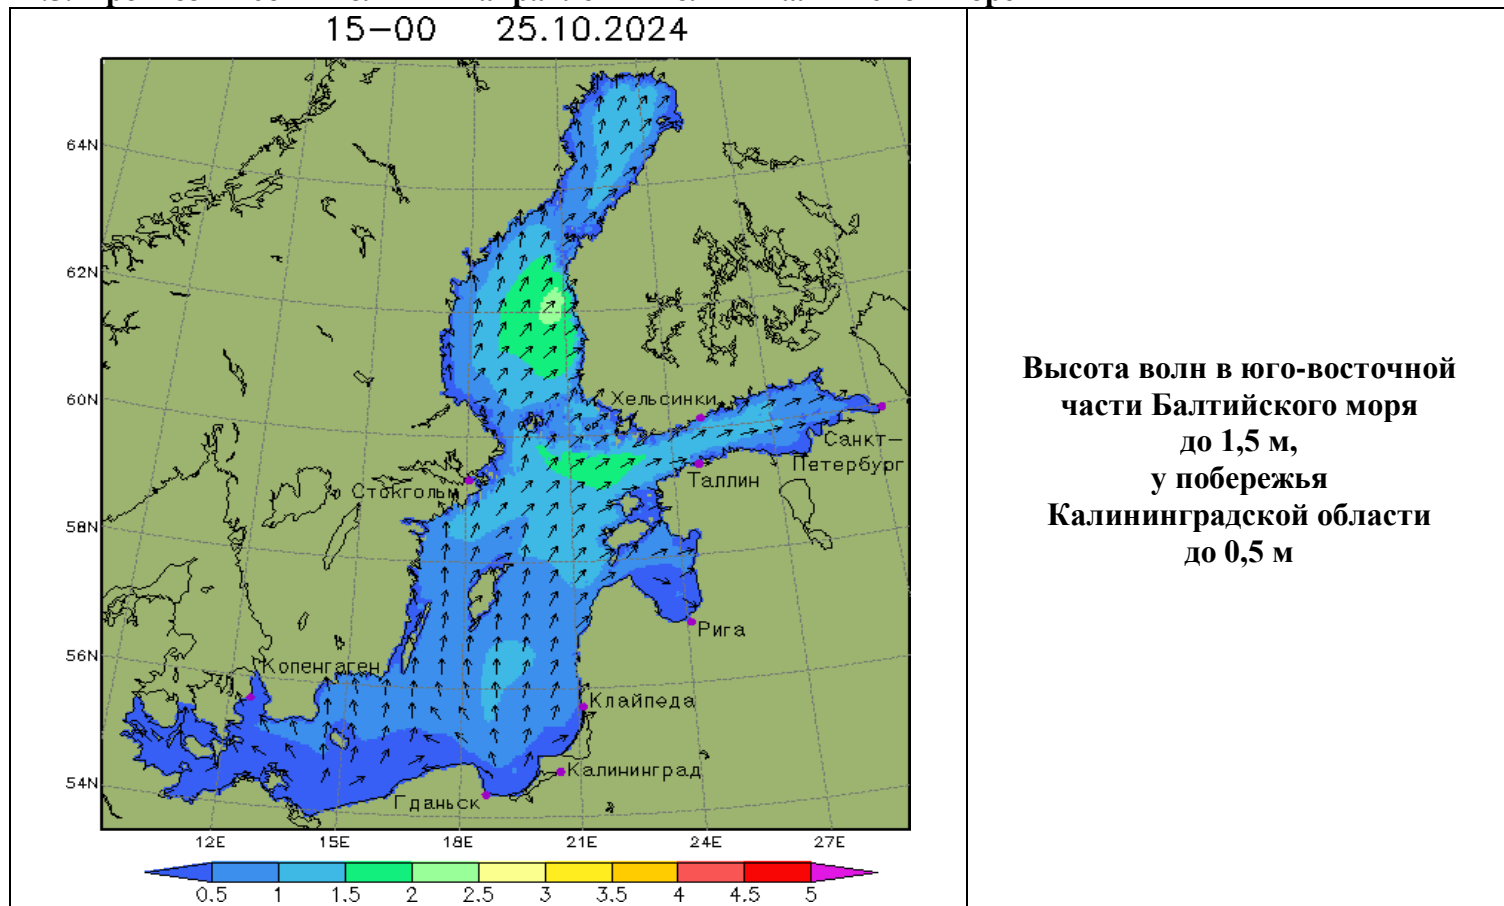 15-00 25.10.2024
64N
62N
60N
58N
56N
54N
Хельсинки
Санкт-
Петербург
Таллин
Стокгольм
Рига
Копенгаген
Клайпеда
Калининград
Гданьск
12E 15E 18E 21E 24E 27E
0.5 1 1.5 2 2.5 3 3.5 4 4.5 5
Высота волн в юго-восточной
части Балтийского моря
до 1,5 м,
у побережья
Калининградской области
до 0,5 м